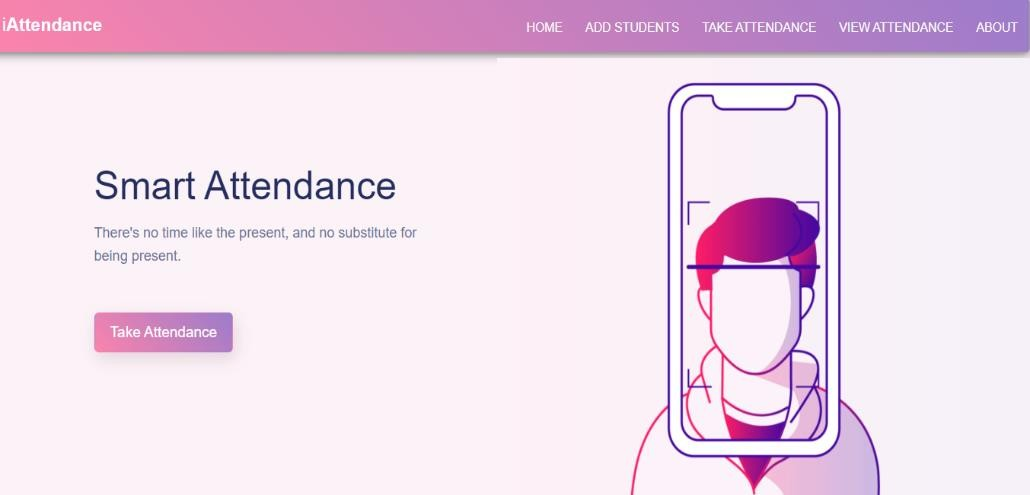 iAttendance
HOME ADD STUDENTS TAKE ATTENDANCE VIEW ATTENDANCE ABOUT
Smart Attendance
There's no time like the present, and no substitute for
being present.
Take Attendance